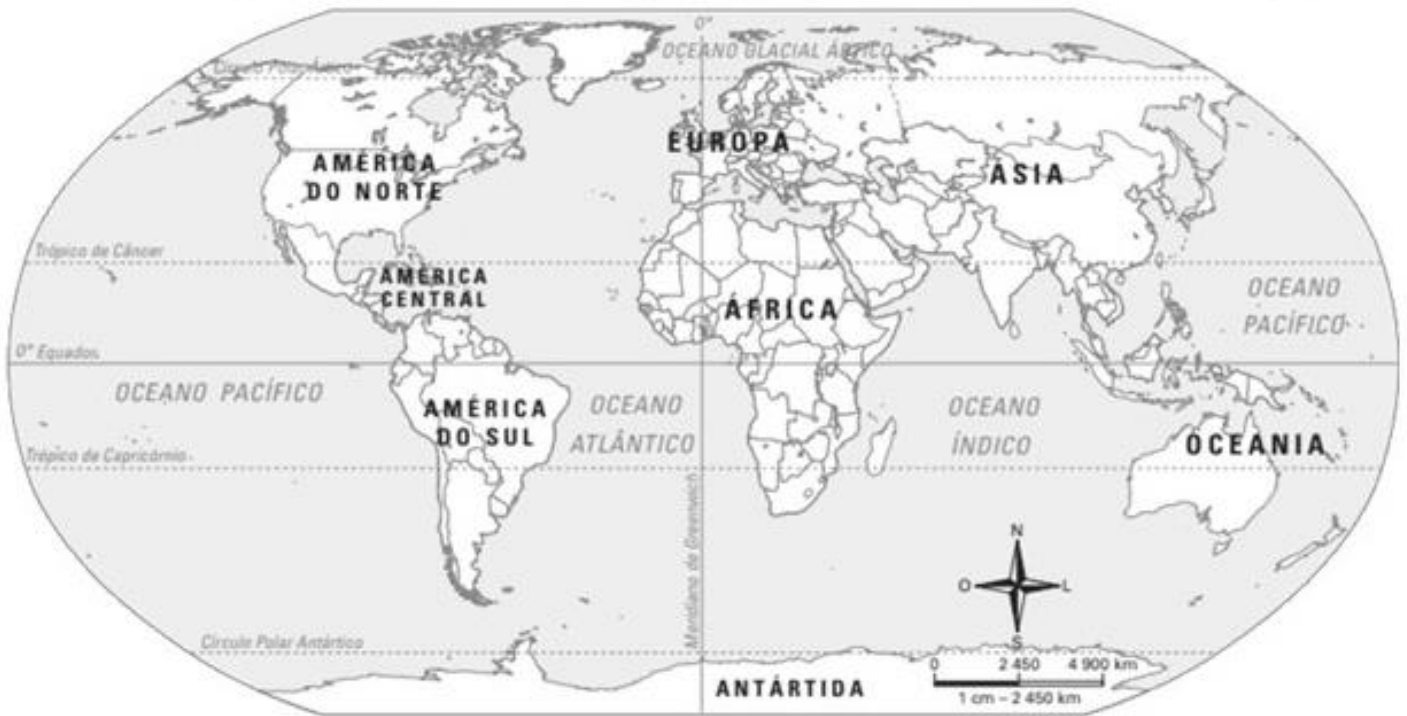 0°
OCEANO GLACIAL ÁRTICO
EUROPA
ÁSIA
AMÉRICA
DO NORTE
Trópico de Câncer
AMÉRICA
CENTRAL
ÁFRICA
OCEANO
PACÍFICO
0° Equador
OCEANO PACÍFICO
AMÉRICA
DO SUL
OCEANO
ATLÂNTICO
OCEANO
ÍNDICO
OCEANIA
Trópico de Capricórnio
Meridiano de Greenwich
N
O
L
S
Círculo Polar Antártico
0 2 450 4 900 km
1 cm – 2 450 km
ANTÁRTIDA